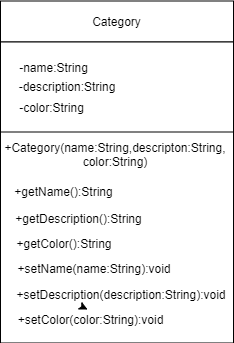 Category
-name:String
-description:String
-color:String
+Category(name:String,descripton:String,
color:String)
+getName():String
+getDescription():String
+getColor():String
+setName(name:String):void
+setDescription(description:String):void
+setColor(color:String):void